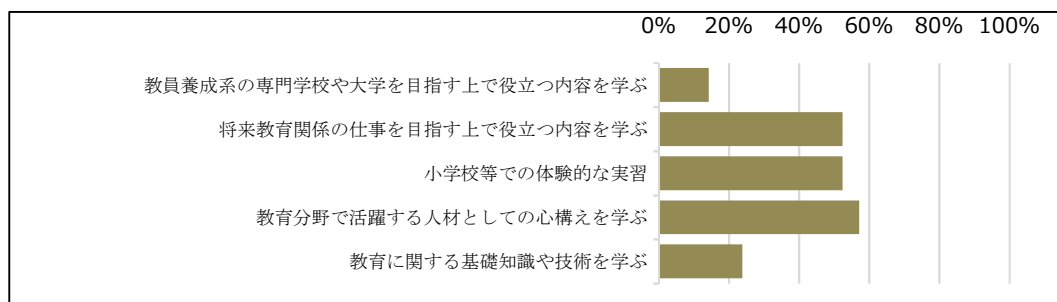 0% 20% 40% 60% 80% 100%
教員養成系の専門学校や大学を目指す上で役立つ内容を学ぶ
将来教育関係の仕事を目指す上で役立つ内容を学ぶ
小学校等での体験的な実習
教育分野で活躍する人材としての心構えを学ぶ
教育に関する基礎知識や技術を学ぶ